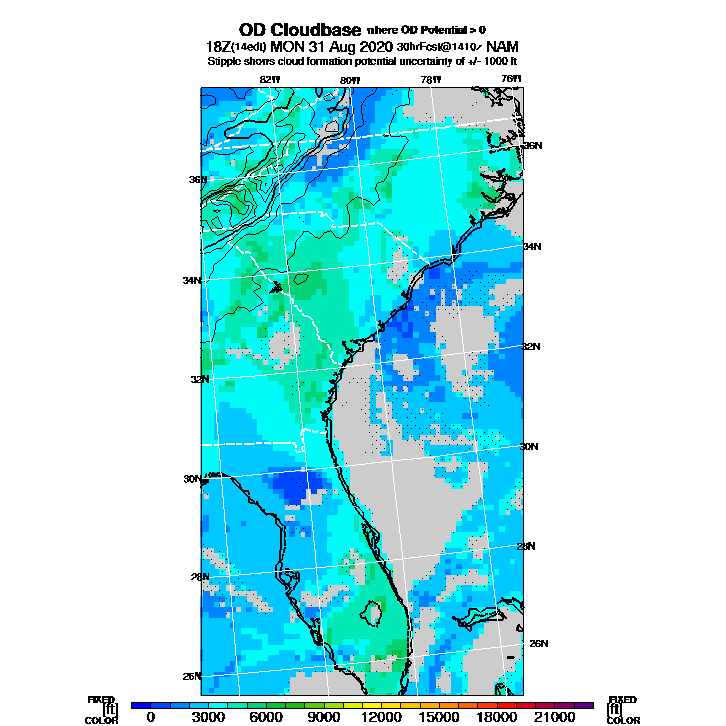 OD Cloudbase where OD Potential > 0
18Z(14edt) MON 31 Aug 2020 30hrFcst@1410z NAM
Stipple shows cloud formation potential uncertainty of +/- 1000 ft
82W 80W 78W 76W
36N
36N
34N
34N
32N
32N
30N
30N
28N
28N
26N
26N
FIXED FIXED
[ft] [ft]
COLOR COLOR
0 3000 6000 9000 12000 15000 18000 21000